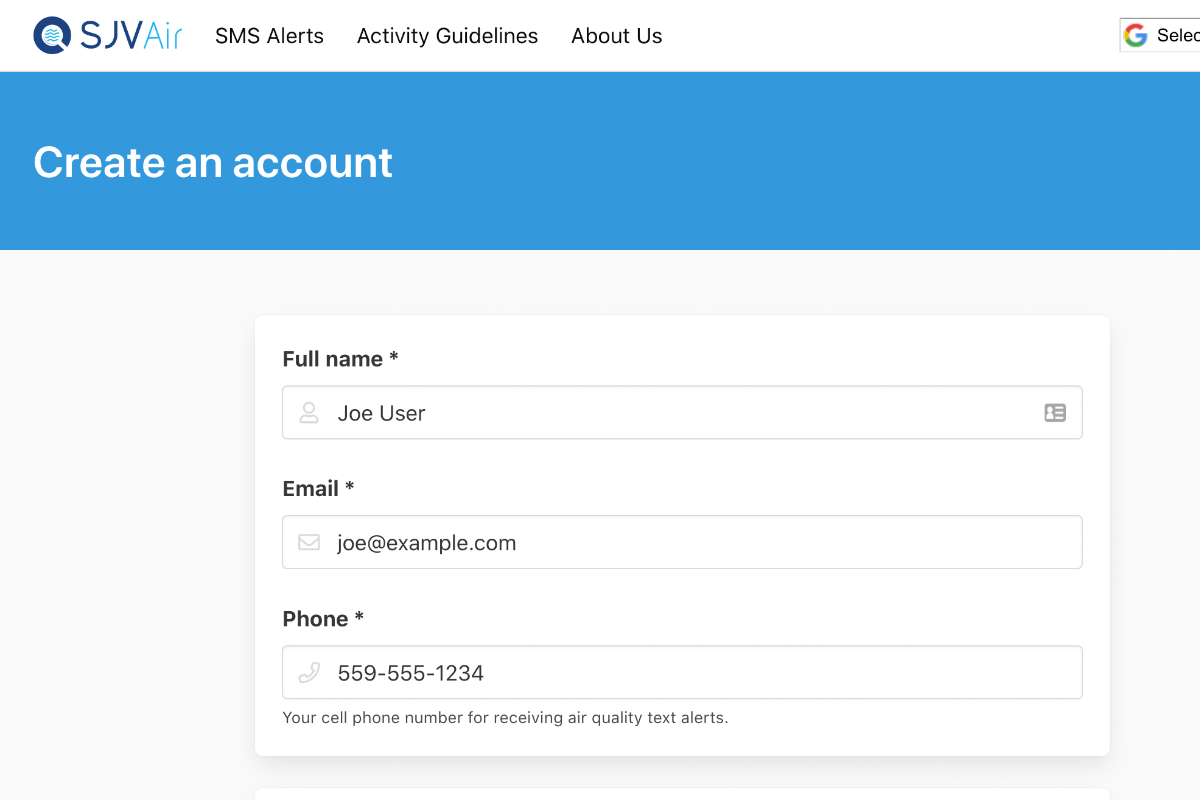 SJVAir SMS Alerts Activity Guidelines About Us Selec
Create an account
Full name *
Joe User
Email *
joe@example.com
Phone *
559-555-1234
Your cell phone number for receiving air quality text alerts.